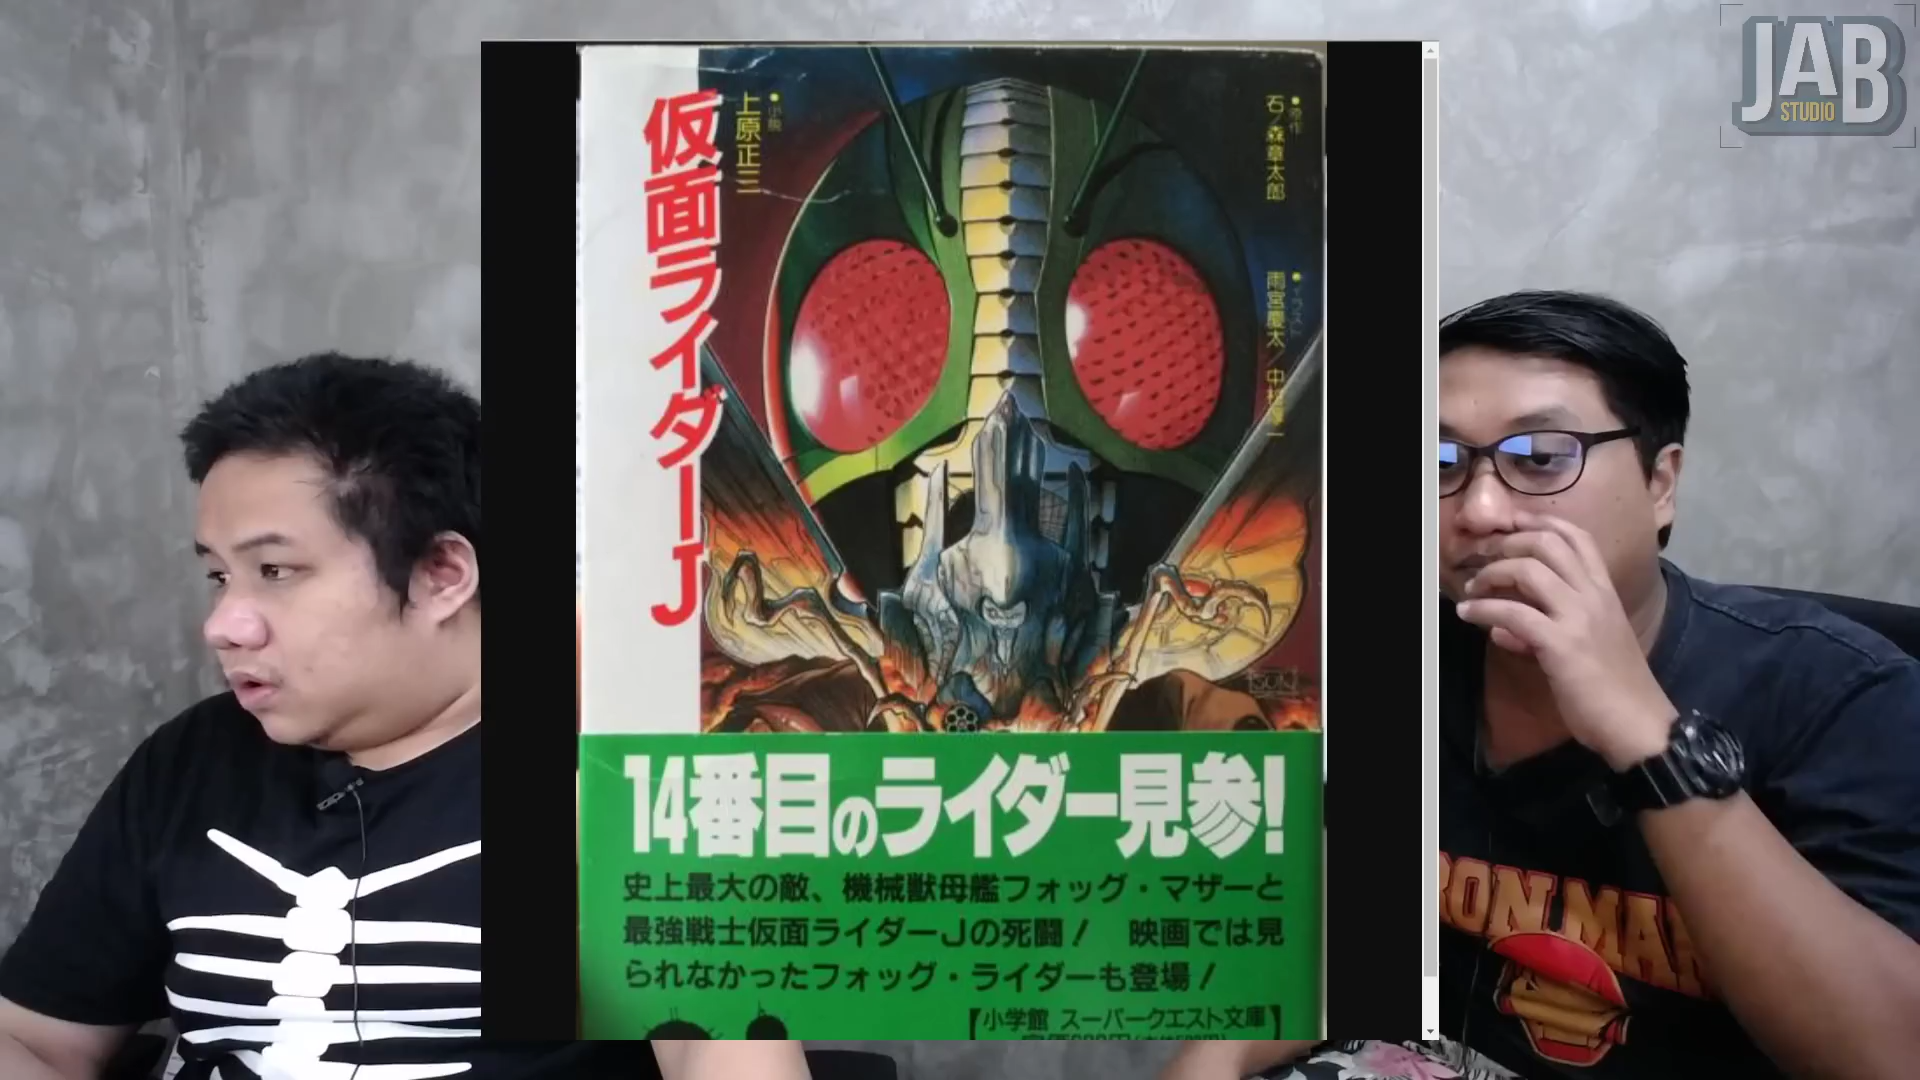 JAB
STUDIO
仮面ライダーJ
●小説
上原正三
●原作
石ノ森章太郎
●イラスト
雨宮慶太/中村
14番目のライダー見参!
史上最大の敵、機械獣母艦フォッグ・マザーと
最強戦士仮面ライダーJの死闘!　映画では見
られなかったフォッグ・ライダーも登場!
【小学館 スーパークエスト文庫】
RON MA